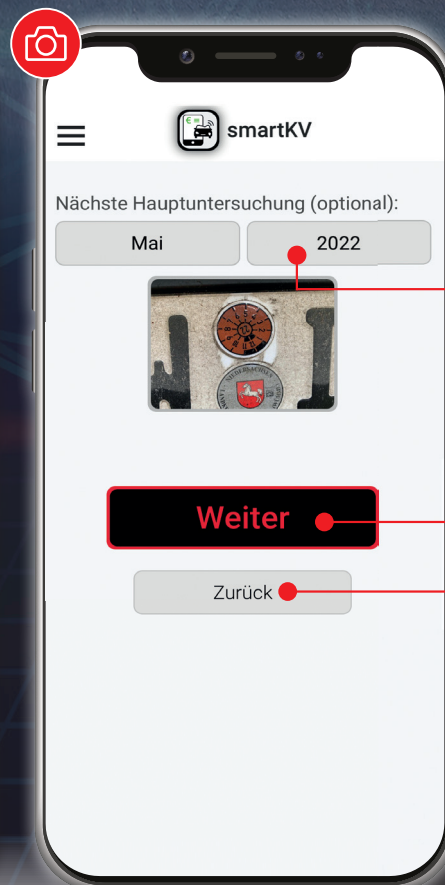 smartKV
Nächste Hauptuntersuchung (optional):
Mai
2022
Weiter
Zurück